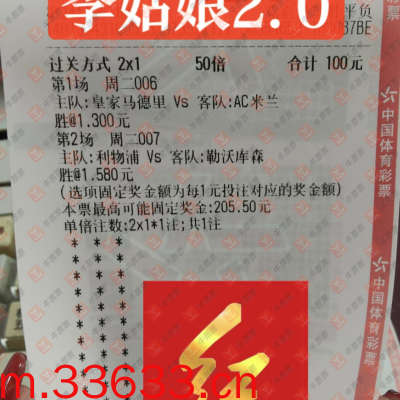 李姑娘2.0
平负
37BE
过关方式 2x1 50倍 合计 100元
第1场 周二006
主队:皇家马德里 Vs 客队:AC米兰
胜@1.300元
第2场 周二007
主队:利物浦 Vs 客队:勒沃库森
胜@1.580元
(选项固定奖金额为每1元投注对应的奖金额)
本票最高可能固定奖金:205.50元
单倍注数:2x1*1注;共1注
* * *
* * *
* * *
* * *
* * *
* * *
* * *
* * *
中国体育彩票
中国体育彩票
红
m.33633.cn